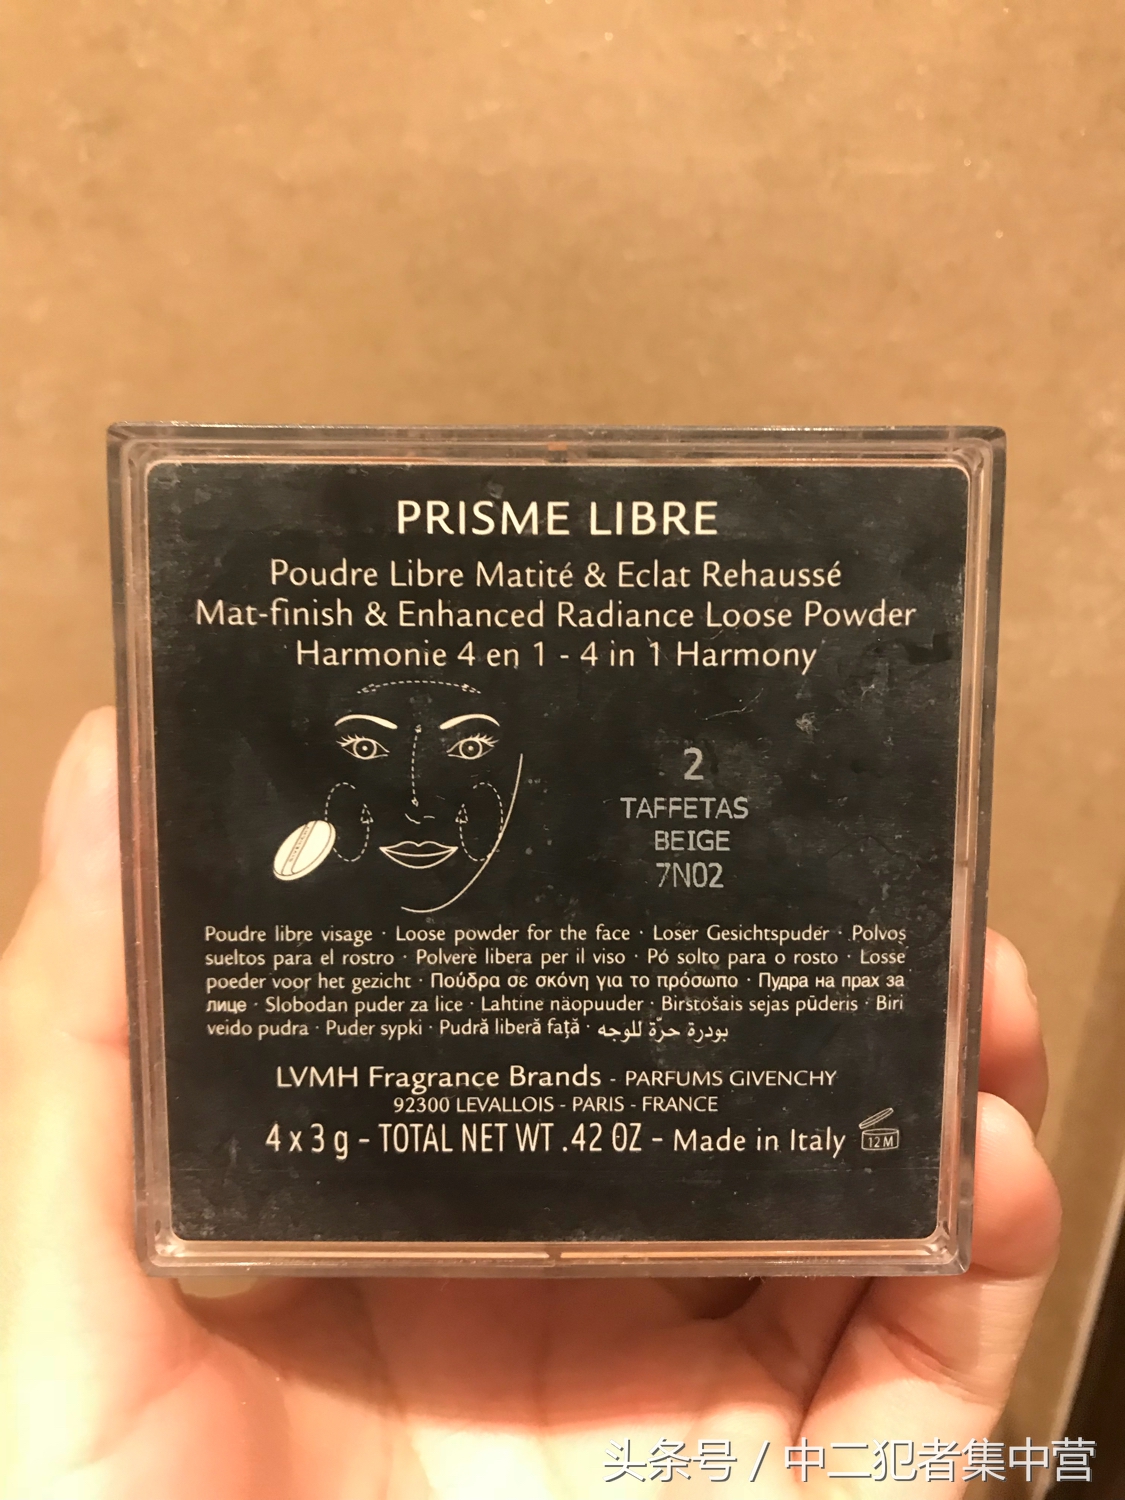 PRISME LIBRE
Poudre Libre Matité & Eclat Rehaussé
Mat-finish & Enhanced Radiance Loose Powder
Harmonie 4 en 1 - 4 in 1 Harmony
GIVENCHY
2
TAFFETAS
BEIGE
7N02
Poudre libre visage · Loose powder for the face · Loser Gesichtspuder · Polvos
sueltos para el rostro · Polvere libera per il viso · Pó solto para o rosto · Losse
poeder voor het gezicht · Πούδρα σε σκόνη για το πρόσωπο · Пудра на прах за
лице · Slobodan puder za lice · Lahtine näopuuder · Birstošais sejas pūderis · Biri
veido pudra · Puder sypki · Pudră liberă față · بودرة حرّة للوجه
LVMH Fragrance Brands - PARFUMS GIVENCHY
92300 LEVALLOIS - PARIS - FRANCE
4 x 3 g - TOTAL NET WT .42 OZ - Made in Italy 12 M
头条号 / 中二犯者集中营